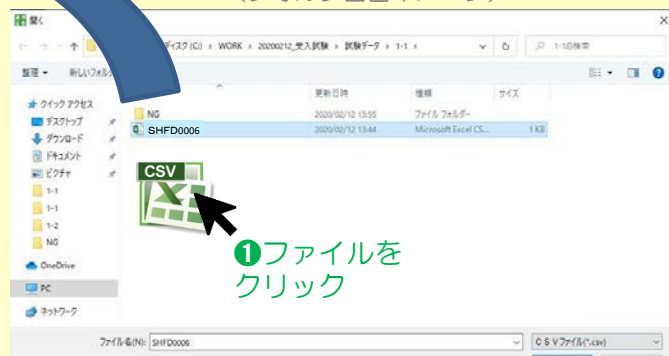 開く
ディスク (C:) › WORK › 20200212_受入試験 › 試験データ › 1-1 ›
1-1の検索
整理 ▾ 新しいフォル
更新日時 種類 サイズ
クイック アクセス
デスクトップ
ダウンロード
ドキュメント
ピクチャ
1-1
1-1
1-2
NG
OneDrive
PC
ネットワーク
NG 2020/02/12 13:55 ファイル フォルダー
SHFD0006 2020/02/12 13:44 Microsoft Excel CS... 1 KB
CSV
❶ファイルを
クリック
ファイル名(N): SHFD0006
ＣＳＶファイル(*.csv)